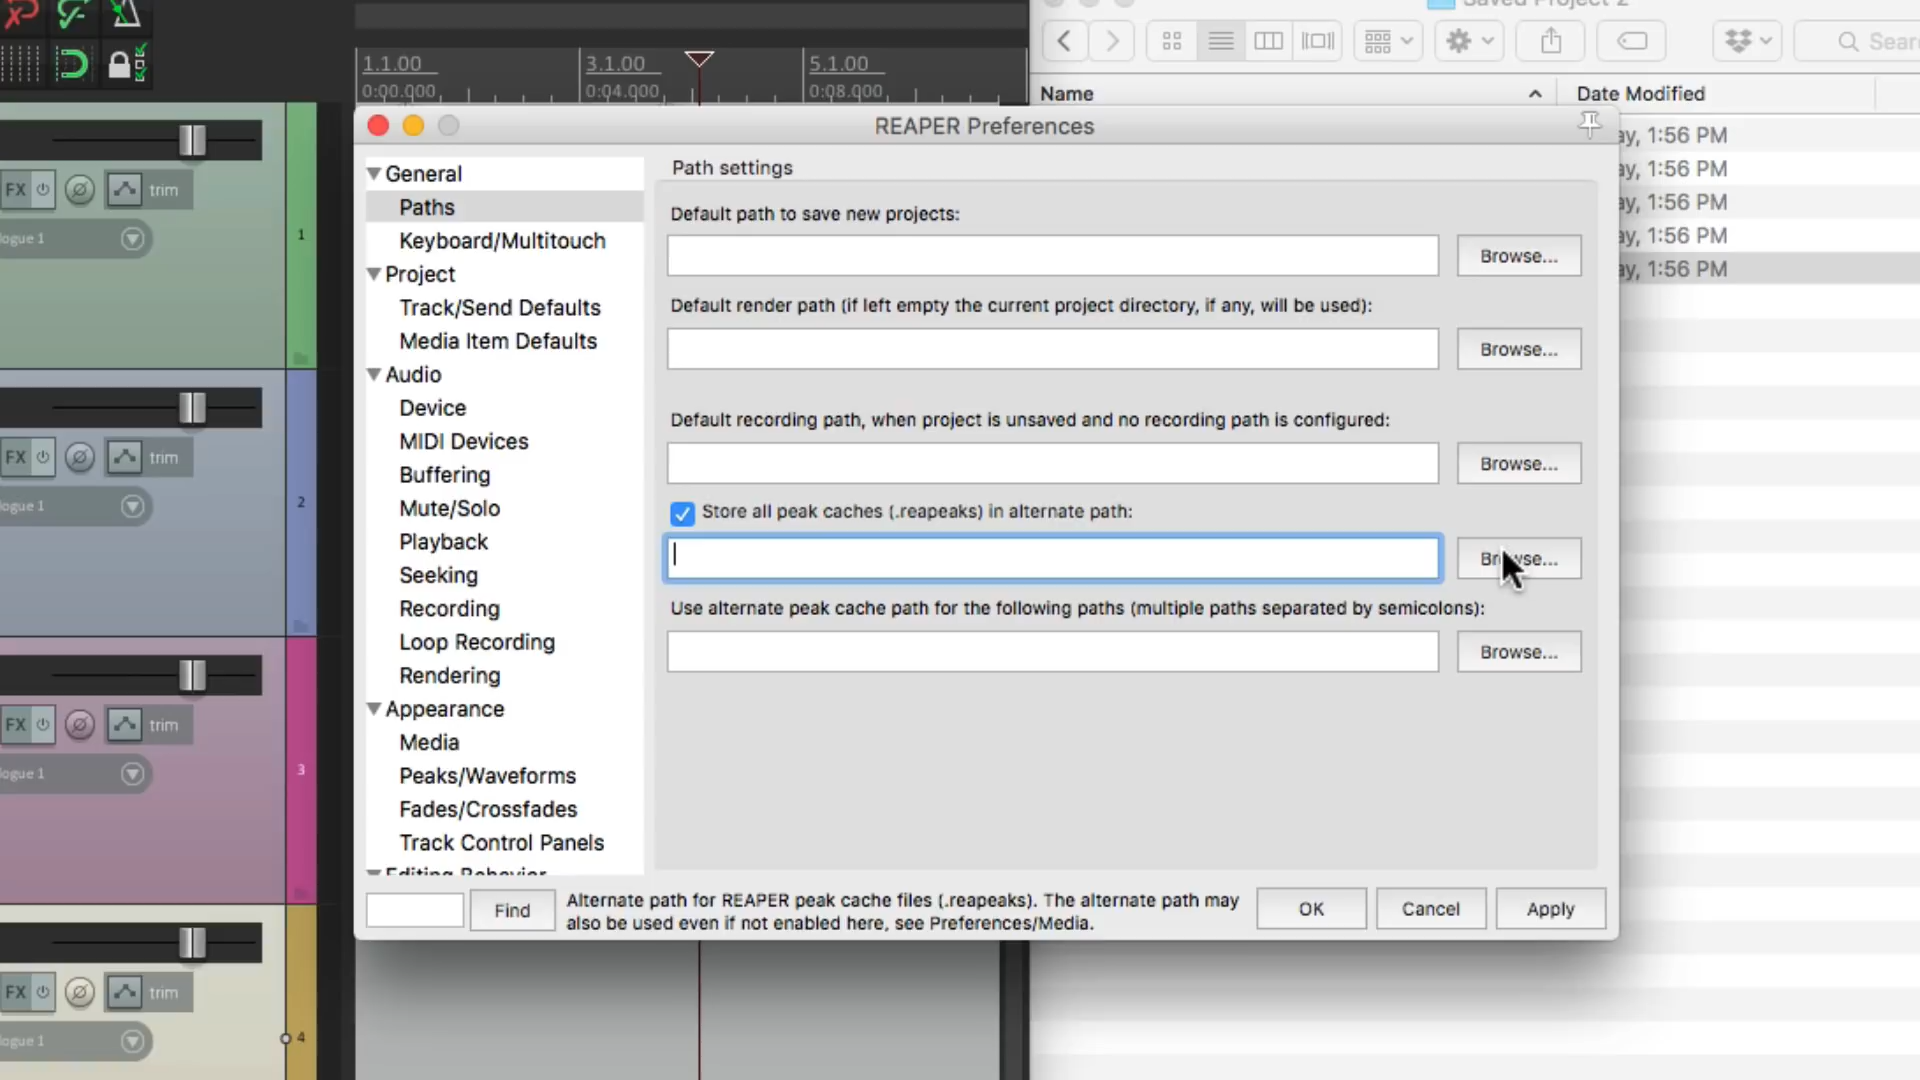 Saved Project 2
1.1.00
3.1.00
5.1.00
0:00.000
0:04.000
0:08.000
Name
Date Modified
REAPER Preferences
1:56 PM
1:56 PM
1:56 PM
1:56 PM
1:56 PM
General
Paths
Keyboard/Multitouch
Project
Track/Send Defaults
Media Item Defaults
Audio
Device
MIDI Devices
Buffering
Mute/Solo
Playback
Seeking
Recording
Loop Recording
Rendering
Appearance
Media
Peaks/Waveforms
Fades/Crossfades
Track Control Panels
Editing Behavior
Path settings
Default path to save new projects:
Browse...
Default render path (if left empty the current project directory, if any, will be used):
Browse...
Default recording path, when project is unsaved and no recording path is configured:
Browse...
Store all peak caches (.reapeaks) in alternate path:
Browse...
Use alternate peak cache path for the following paths (multiple paths separated by semicolons):
Browse...
Find
Alternate path for REAPER peak cache files (.reapeaks). The alternate path may
also be used even if not enabled here, see Preferences/Media.
OK
Cancel
Apply
FX
trim
1
FX
trim
2
FX
trim
3
FX
trim
4